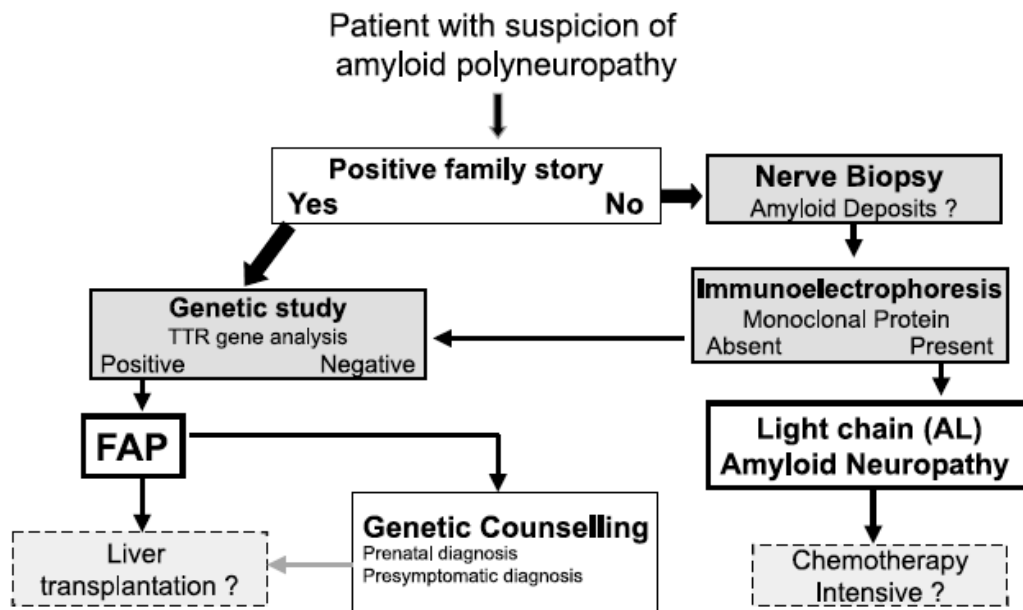 Patient with suspicion of
amyloid polyneuropathy
Positive family story
Yes No
Nerve Biopsy
Amyloid Deposits ?
Genetic study
TTR gene analysis
Positive Negative
Immunoelectrophoresis
Monoclonal Protein
Absent Present
FAP
Light chain (AL)
Amyloid Neuropathy
Liver
transplantation ?
Genetic Counselling
Prenatal diagnosis
Presymptomatic diagnosis
Chemotherapy
Intensive ?